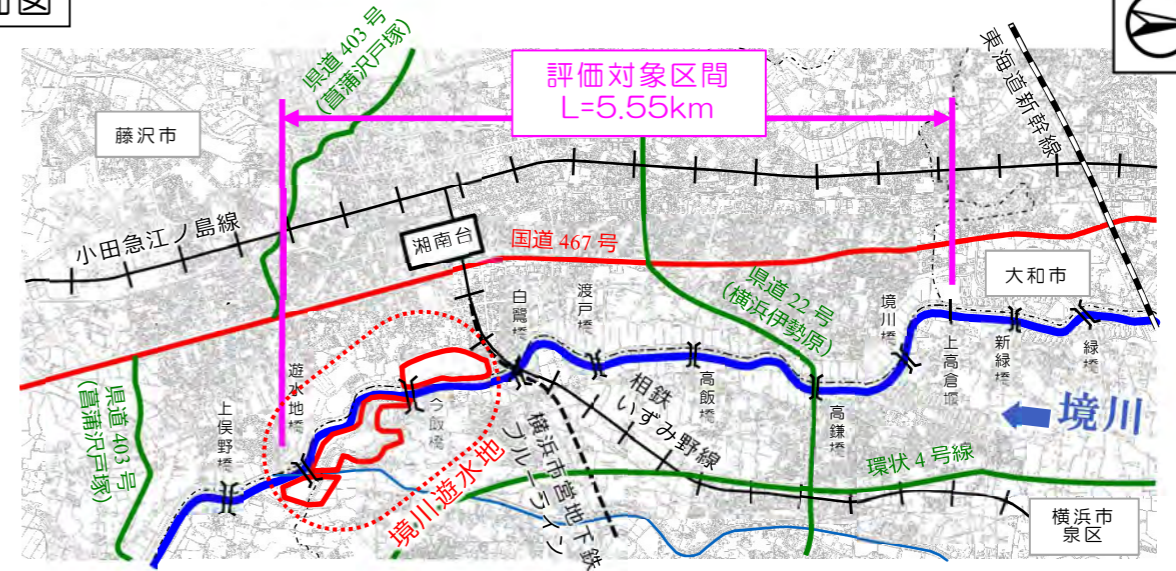 県道403号
(菖蒲沢戸塚)
評価対象区間
L=5.55km
東海道新幹線
藤沢市
小田急江ノ島線
湘南台
国道467号
大和市
県道22号
(横浜伊勢原)
白鷺橋
渡戸橋
高飯橋
高鎌橋
境川橋
上高倉堰
新緑橋
緑橋
境川
遊水地橋
今飯橋
上俣野橋
県道403号
(菖蒲沢戸塚)
境川遊水地
相鉄
いずみ野線
横浜市営地下鉄
ブルーライン
環状4号線
横浜市
泉区